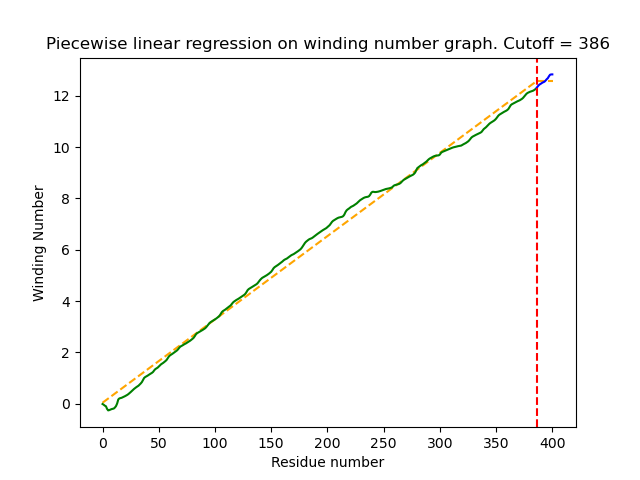 Piecewise linear regression on winding number graph. Cutoff = 386
12
10
8
6
4
2
0
Winding Number
0 50 100 150 200 250 300 350 400
Residue number